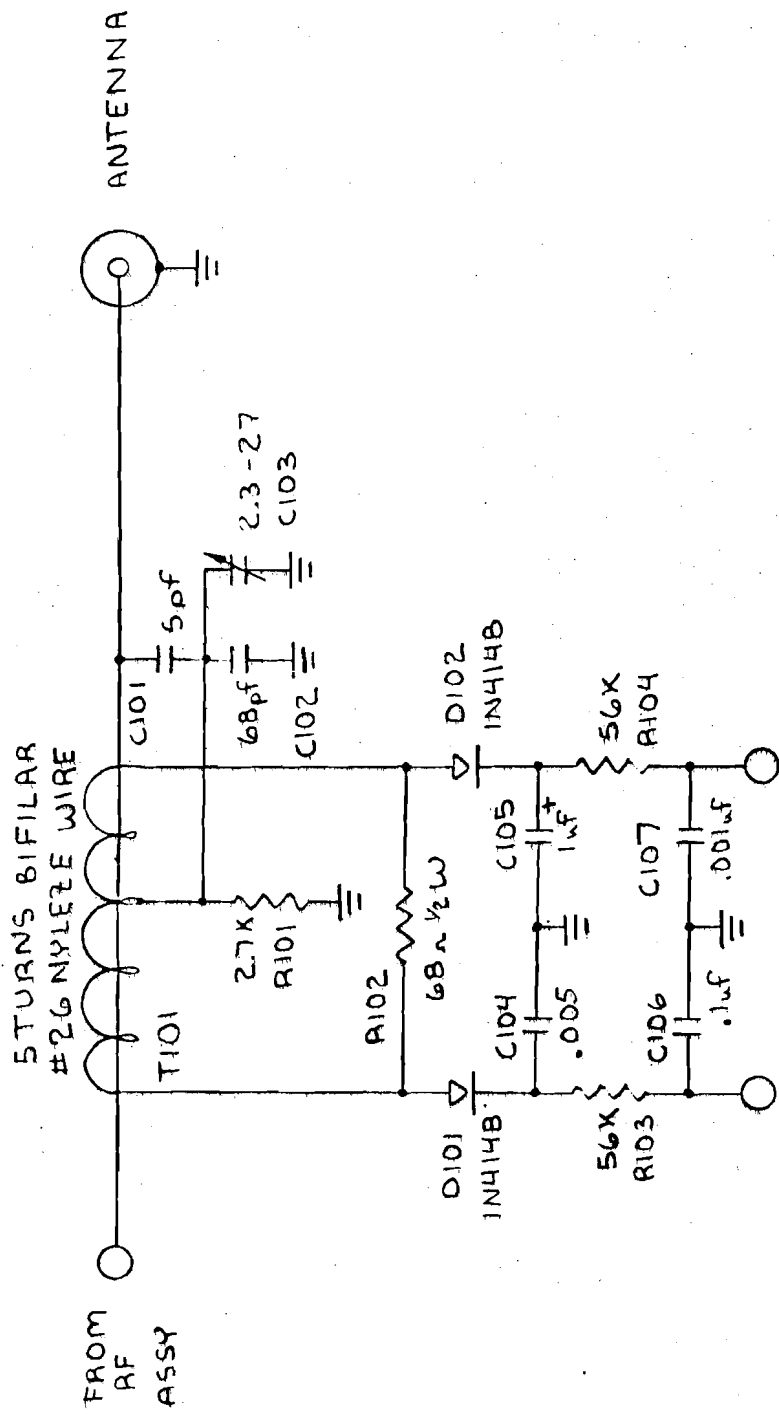 5 TURNS BIFILAR
#26 NYLEZE WIRE
FROM
RF
ASSY
T101
ANTENNA
C101
5pf
68pf
C102
2.3-27
C103
2.7K
R101
R102
68Ω ½W
D101
1N4148
D102
1N4148
C104
.005
C105
+
1uf
56K
R103
56K
R104
C106
.1uf
C107
.001uf